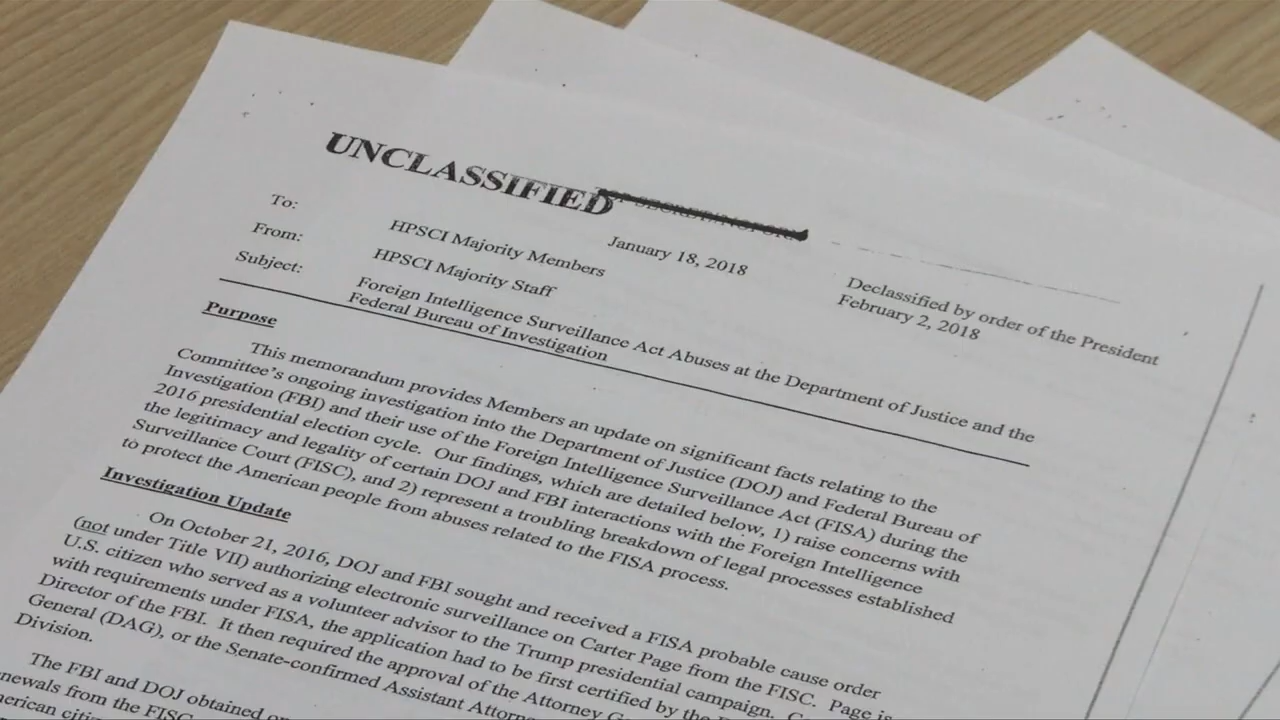 UNCLASSIFIED
January 18, 2018
Declassified by order of the President
February 2, 2018
To: HPSCI Majority Members
From: HPSCI Majority Staff
Subject: Foreign Intelligence Surveillance Act Abuses at the Department of Justice and the
Federal Bureau of Investigation
Purpose
This memorandum provides Members an update on significant facts relating to the
Committee's ongoing investigation into the Department of Justice (DOJ) and Federal Bureau of
Investigation (FBI) and their use of the Foreign Intelligence Surveillance Act (FISA) during the
2016 presidential election cycle. Our findings, which are detailed below, 1) raise concerns with
the legitimacy and legality of certain DOJ and FBI interactions with the Foreign Intelligence
Surveillance Court (FISC), and 2) represent a troubling breakdown of legal processes established
to protect the American people from abuses related to the FISA process.
Investigation Update
On October 21, 2016, DOJ and FBI sought and received a FISA probable cause order
(not under Title VII) authorizing electronic surveillance on Carter Page from the FISC. Page is
U.S. citizen who served as a volunteer advisor to the Trump presidential campaign.
with requirements under FISA, the application had to be first certified by the
Director of the FBI. It then required the approval of the Attorney
General (DAG), or the Senate-confirmed Assistant
Division.
The FBI and DOJ obtained
from the FISC